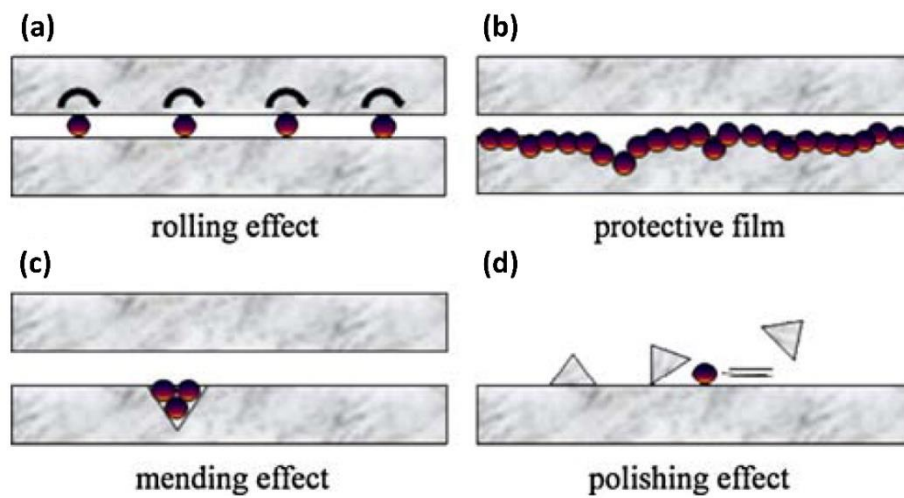 (a)
rolling effect
(b)
protective film
(c)
mending effect
(d)
polishing effect